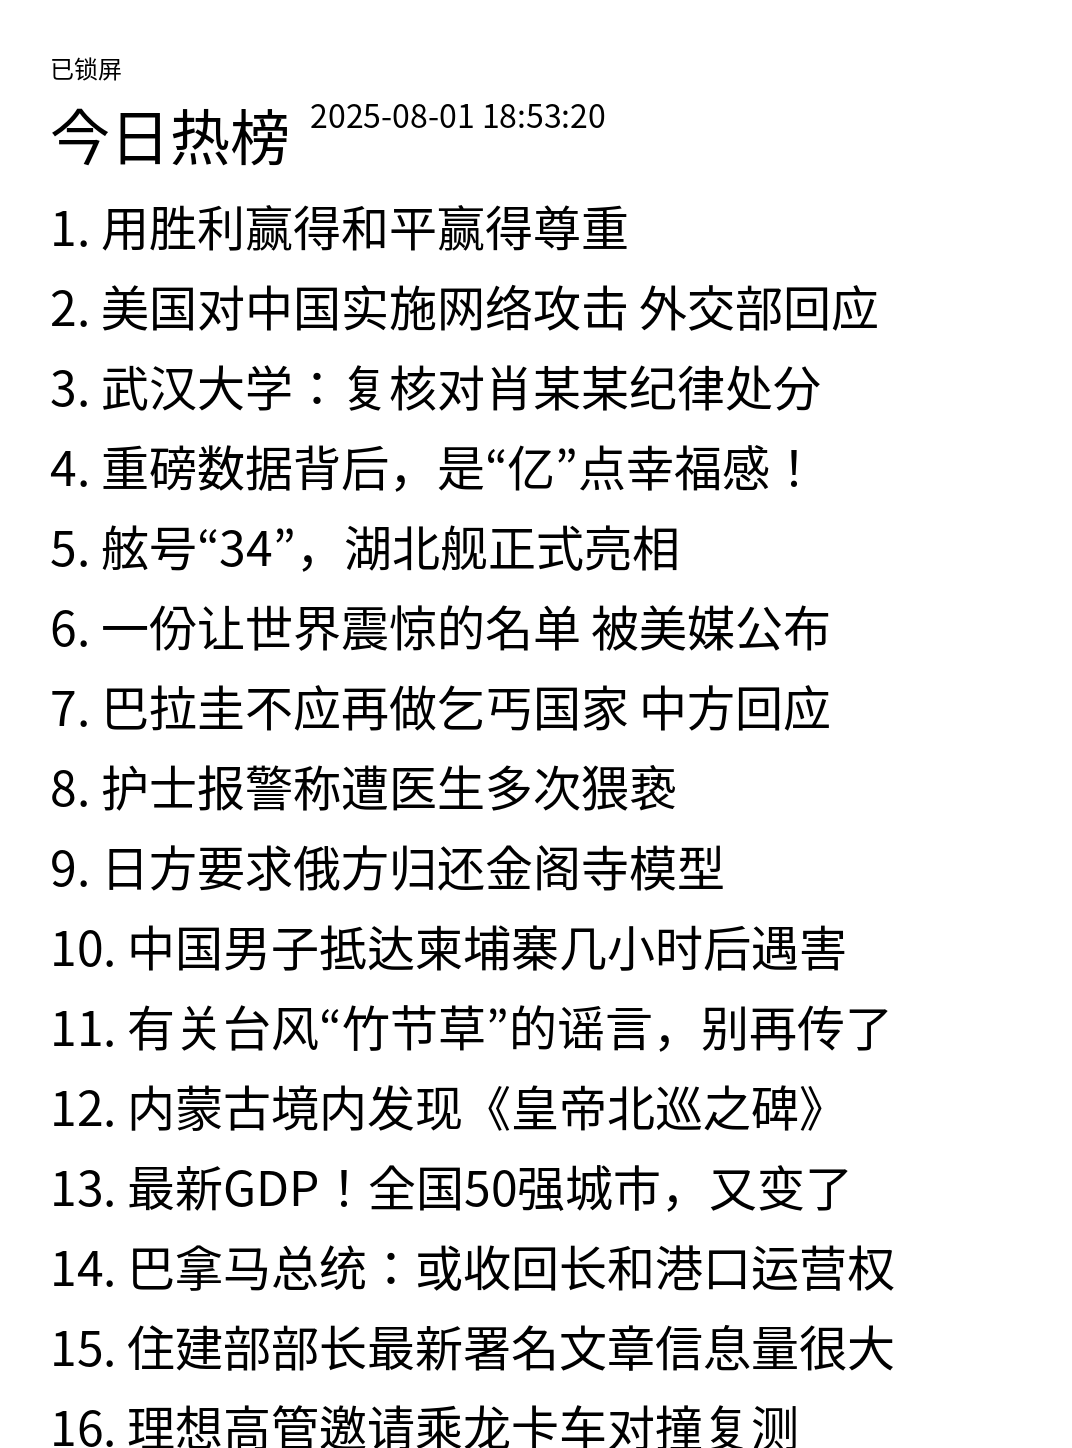 已锁屏
今日热榜 2025-08-01 18:53:20
1. 用胜利赢得和平赢得尊重
2. 美国对中国实施网络攻击 外交部回应
3. 武汉大学：复核对肖某某纪律处分
4. 重磅数据背后，是“亿”点幸福感！
5. 舷号“34”，湖北舰正式亮相
6. 一份让世界震惊的名单 被美媒公布
7. 巴拉圭不应再做乞丐国家 中方回应
8. 护士报警称遭医生多次猥亵
9. 日方要求俄方归还金阁寺模型
10. 中国男子抵达柬埔寨几小时后遇害
11. 有关台风“竹节草”的谣言，别再传了
12. 内蒙古境内发现《皇帝北巡之碑》
13. 最新GDP！全国50强城市，又变了
14. 巴拿马总统：或收回长和港口运营权
15. 住建部部长最新署名文章信息量很大
16. 理想高管邀请乘龙卡车对撞复测